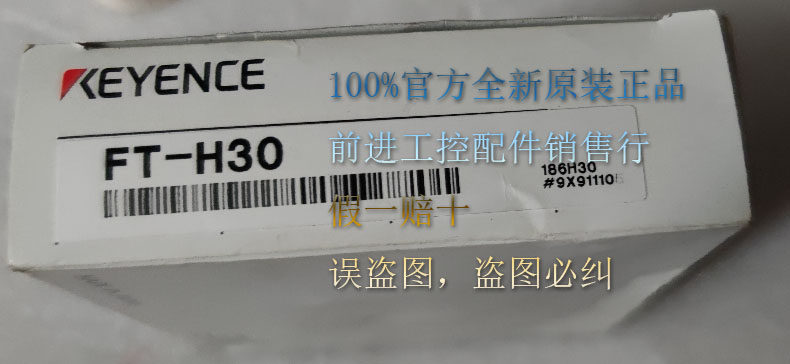 KEYENCE
100%官方全新原装正品
FT-H30
前进工控配件销售行
186H30
#9X91110
假一赔十
误盗图，盗图必纠